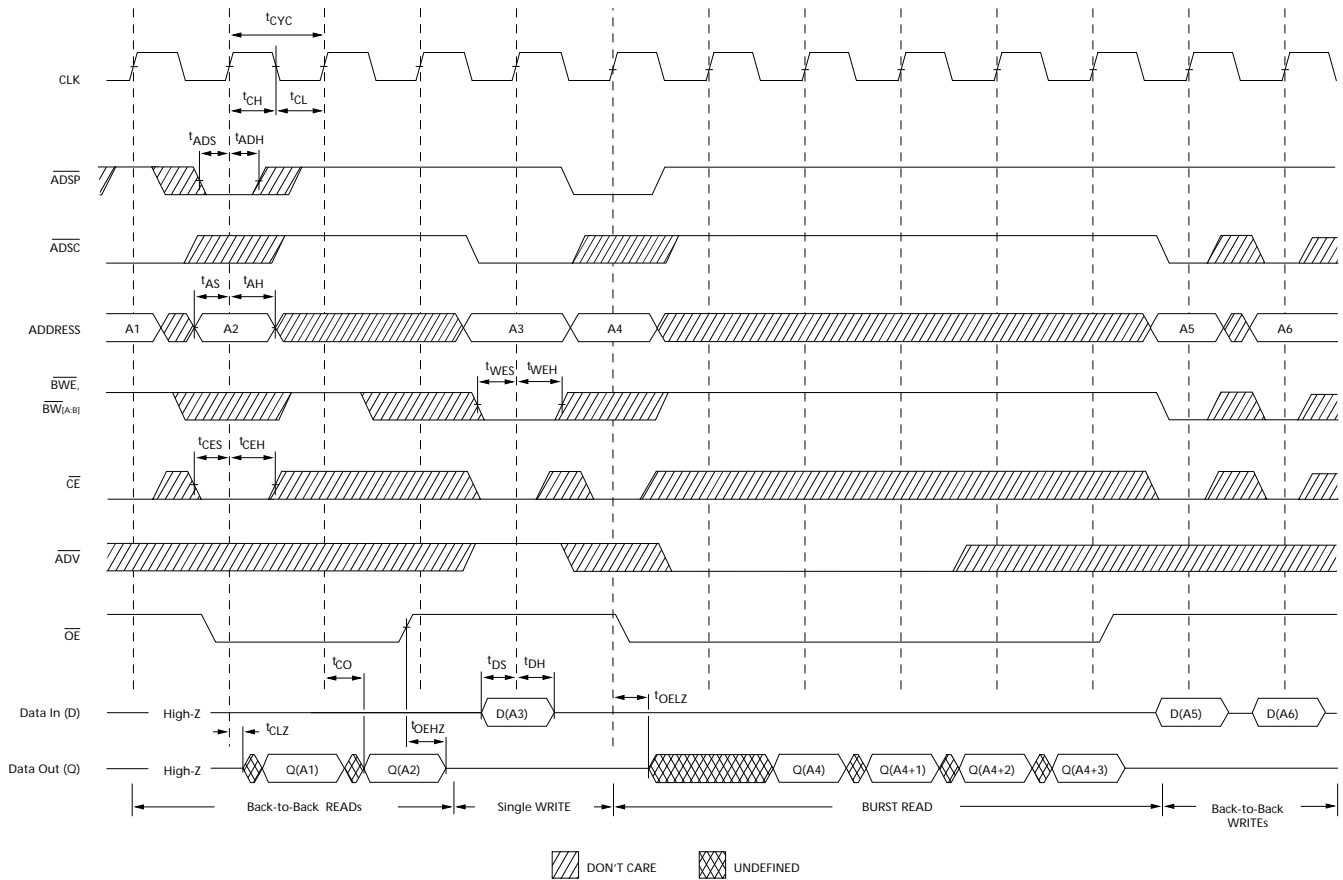 tCYC
CLK
tCH
tCL
tADS
tADH
ADSP
ADSC
tAS
tAH
ADDRESS
A1
A2
A3
A4
A5
A6
tWES
tWEH
BWE,
BW[A:B]
tCES
tCEH
CE
ADV
OE
tCO
tDS
tDH
tOELZ
Data In (D)
High-Z
D(A3)
D(A5)
D(A6)
tCLZ
tOEHZ
Data Out (Q)
High-Z
Q(A1)
Q(A2)
Q(A4)
Q(A4+1)
Q(A4+2)
Q(A4+3)
Back-to-Back READs
Single WRITE
BURST READ
Back-to-Back
WRITEs
DON'T CARE
UNDEFINED